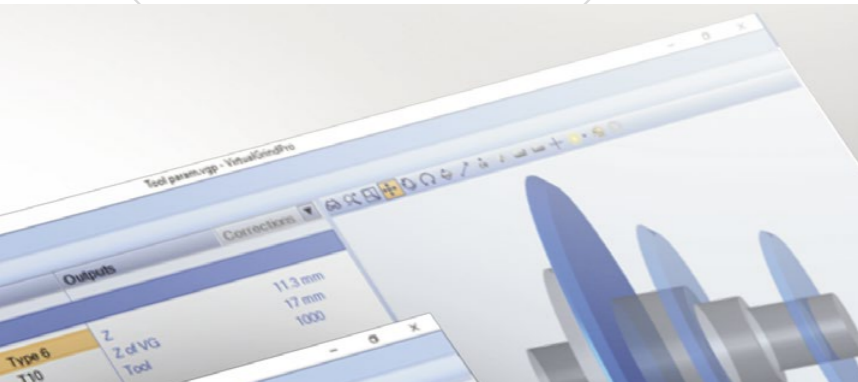 Tool param.vgp - VirtualGrindPro
Outputs
Corrections
Type 6
Z
11.3 mm
T10
Z of VG
17 mm
Tool
1000